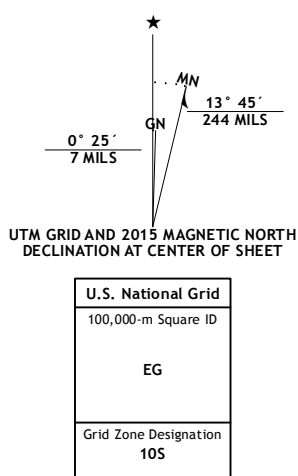 ★
MN
GN
13° 45´
244 MILS
0° 25´
7 MILS
UTM GRID AND 2015 MAGNETIC NORTH
DECLINATION AT CENTER OF SHEET
U.S. National Grid
100,000-m Square ID
EG
Grid Zone Designation
10S